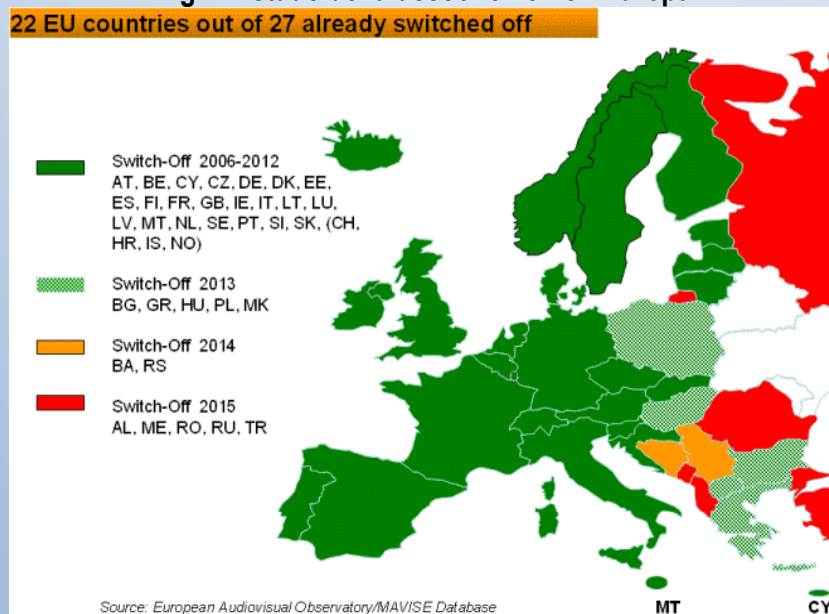 22 EU countries out of 27 already switched off
Switch-Off 2006-2012
AT, BE, CY, CZ, DE, DK, EE,
ES, FI, FR, GB, IE, IT, LT, LU,
LV, MT, NL, SE, PT, SI, SK, (CH,
HR, IS, NO)
Switch-Off 2013
BG, GR, HU, PL, MK
Switch-Off 2014
BA, RS
Switch-Off 2015
AL, ME, RO, RU, TR
Source: European Audiovisual Observatory/MAVISE Database
MT
CY